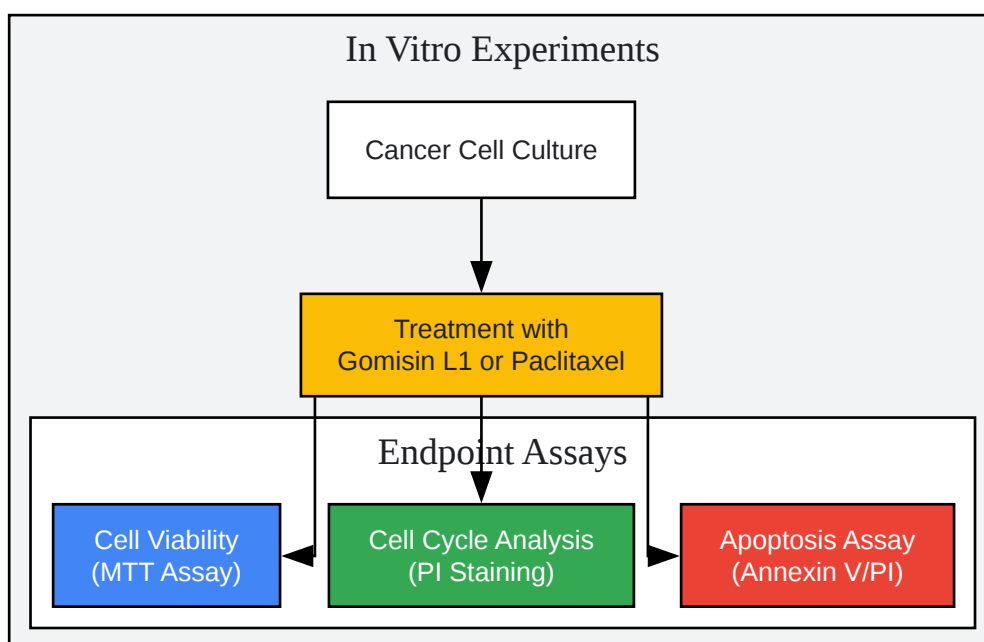 In Vitro Experiments
Cancer Cell Culture
Treatment with
Gomisin L1 or Paclitaxel
Endpoint Assays
Cell Viability
(MTT Assay)
Cell Cycle Analysis
(PI Staining)
Apoptosis Assay
(Annexin V/PI)